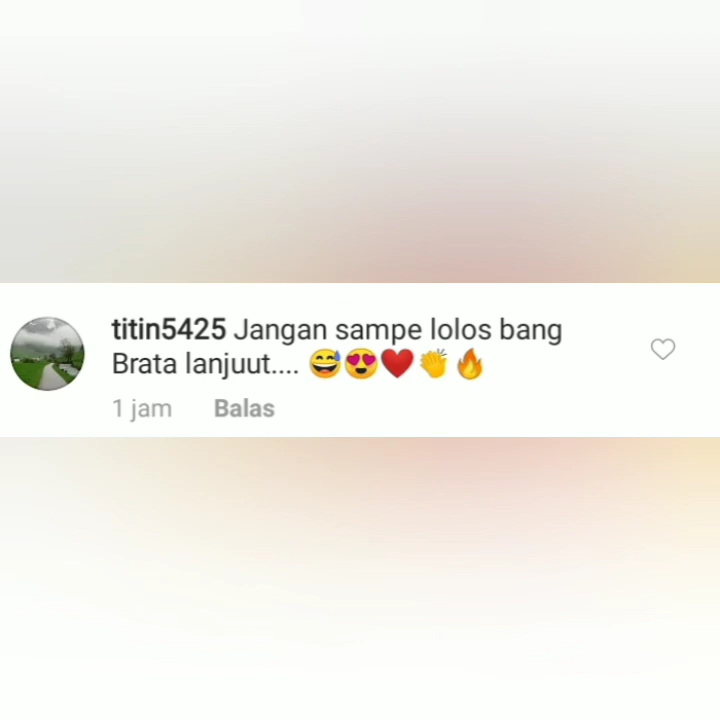 titin5425 Jangan sampe lolos bang
Brata lanjuut.... 😅😍❤️👏🔥
1 jam Balas